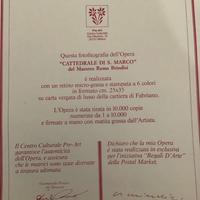 Questa fotolitografia dell'Opera
"CATTEDRALE DI S. MARCO"
del Maestro Remo Brindisi
è realizzata
con un retino micro-grana e stampata a 6 colori
in formato cm. 25x35
su carta vergata di lusso della cartiera di Fabriano.
L'Opera è stata tirata in 10.000 copie
numerate da 1 a 10.000
e firmate a mano con matita grassa dall'Artista.
Il Centro Culturale Pro-Art
garantisce l'autenticità
dell'Opera, e assicura
che le matrici sono state distrutte
a tiratura ultimata.
Dichiaro che la mia Opera
è stata realizzata in esclusiva
per l'iniziativa "Regali D'Arte"
della Postal Market.